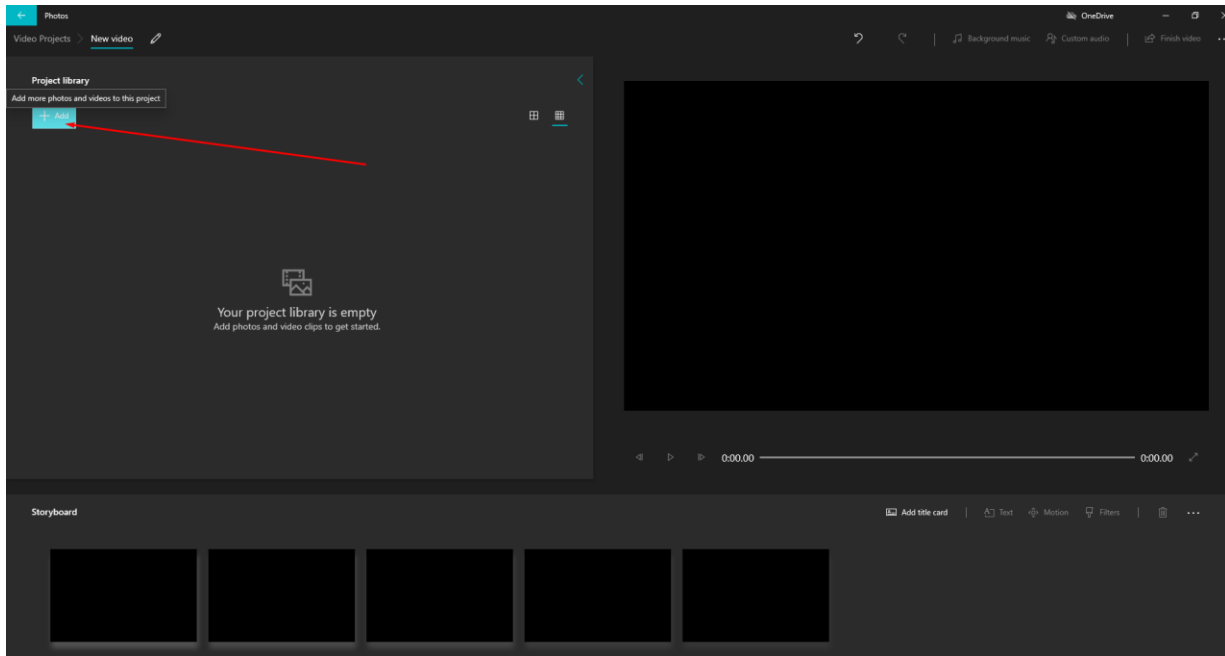 Photos
OneDrive
Video Projects > New video
Background music
Custom audio
Finish video
Project library
Add more photos and videos to this project
+ Add
Your project library is empty
Add photos and video clips to get started.
0:00.00
0:00.00
Storyboard
Add title card
Text
Motion
Filters